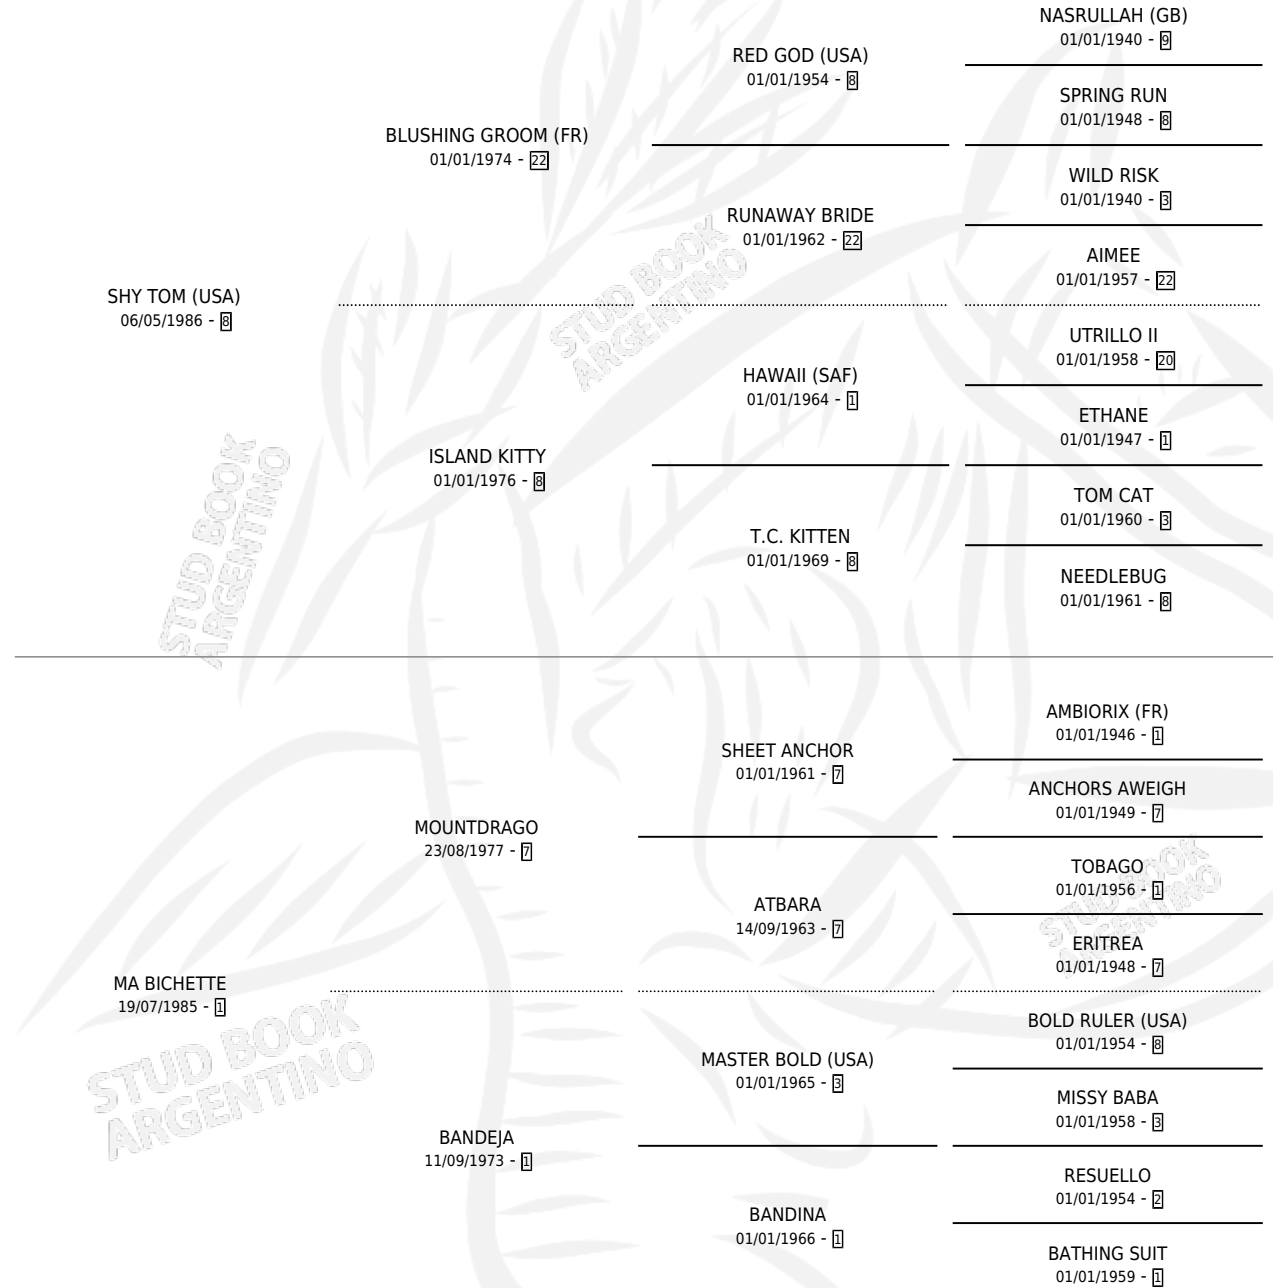 NASRULLAH (GB)
01/01/1940 - 9
RED GOD (USA)
01/01/1954 - 8
SPRING RUN
01/01/1948 - 8
BLUSHING GROOM (FR)
01/01/1974 - 22
WILD RISK
01/01/1940 - 3
RUNAWAY BRIDE
01/01/1962 - 22
AIMEE
01/01/1957 - 22
SHY TOM (USA)
06/05/1986 - 8
STUD BOOK
ARGENTINO
UTRILLO II
01/01/1958 - 20
HAWAII (SAF)
01/01/1964 - 1
ETHANE
01/01/1947 - 1
ISLAND KITTY
01/01/1976 - 8
TOM CAT
01/01/1960 - 3
T.C. KITTEN
01/01/1969 - 8
NEEDLEBUG
01/01/1961 - 8
STUD BOOK
ARGENTINO
AMBIORIX (FR)
01/01/1946 - 1
SHEET ANCHOR
01/01/1961 - 7
ANCHORS AWEIGH
01/01/1949 - 7
MOUNTDRAGO
23/08/1977 - 7
TOBAGO
01/01/1956 - 1
ATBARA
14/09/1963 - 7
ERITREA
01/01/1948 - 7
STUD BOOK
ARGENTINO
MA BICHETTE
19/07/1985 - 1
BOLD RULER (USA)
01/01/1954 - 8
MASTER BOLD (USA)
01/01/1965 - 3
MISSY BABA
01/01/1958 - 3
STUD BOOK
ARGENTINO
BANDEJA
11/09/1973 - 1
RESUELLO
01/01/1954 - 2
BANDINA
01/01/1966 - 1
BATHING SUIT
01/01/1959 - 1